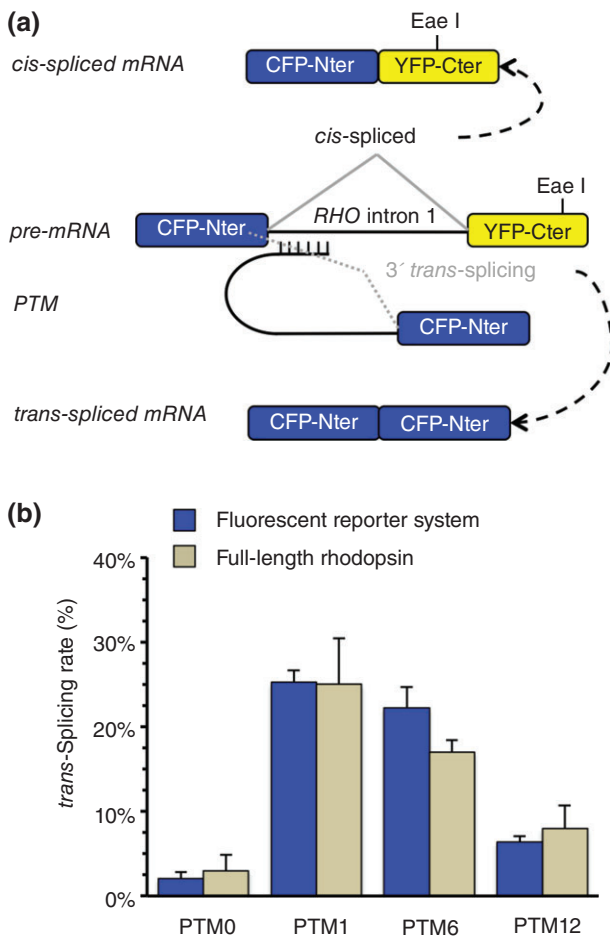 (a)
Eae I
cis-spliced mRNA
CFP-Nter YFP-Cter
cis-spliced
Eae I
RHO intron 1
pre-mRNA
CFP-Nter
YFP-Cter
3´ trans-splicing
PTM
CFP-Nter
trans-spliced mRNA
CFP-Nter CFP-Nter
(b)
Fluorescent reporter system
Full-length rhodopsin
40%
30%
20%
10%
0%
trans-Splicing rate (%)
PTM0 PTM1 PTM6 PTM12